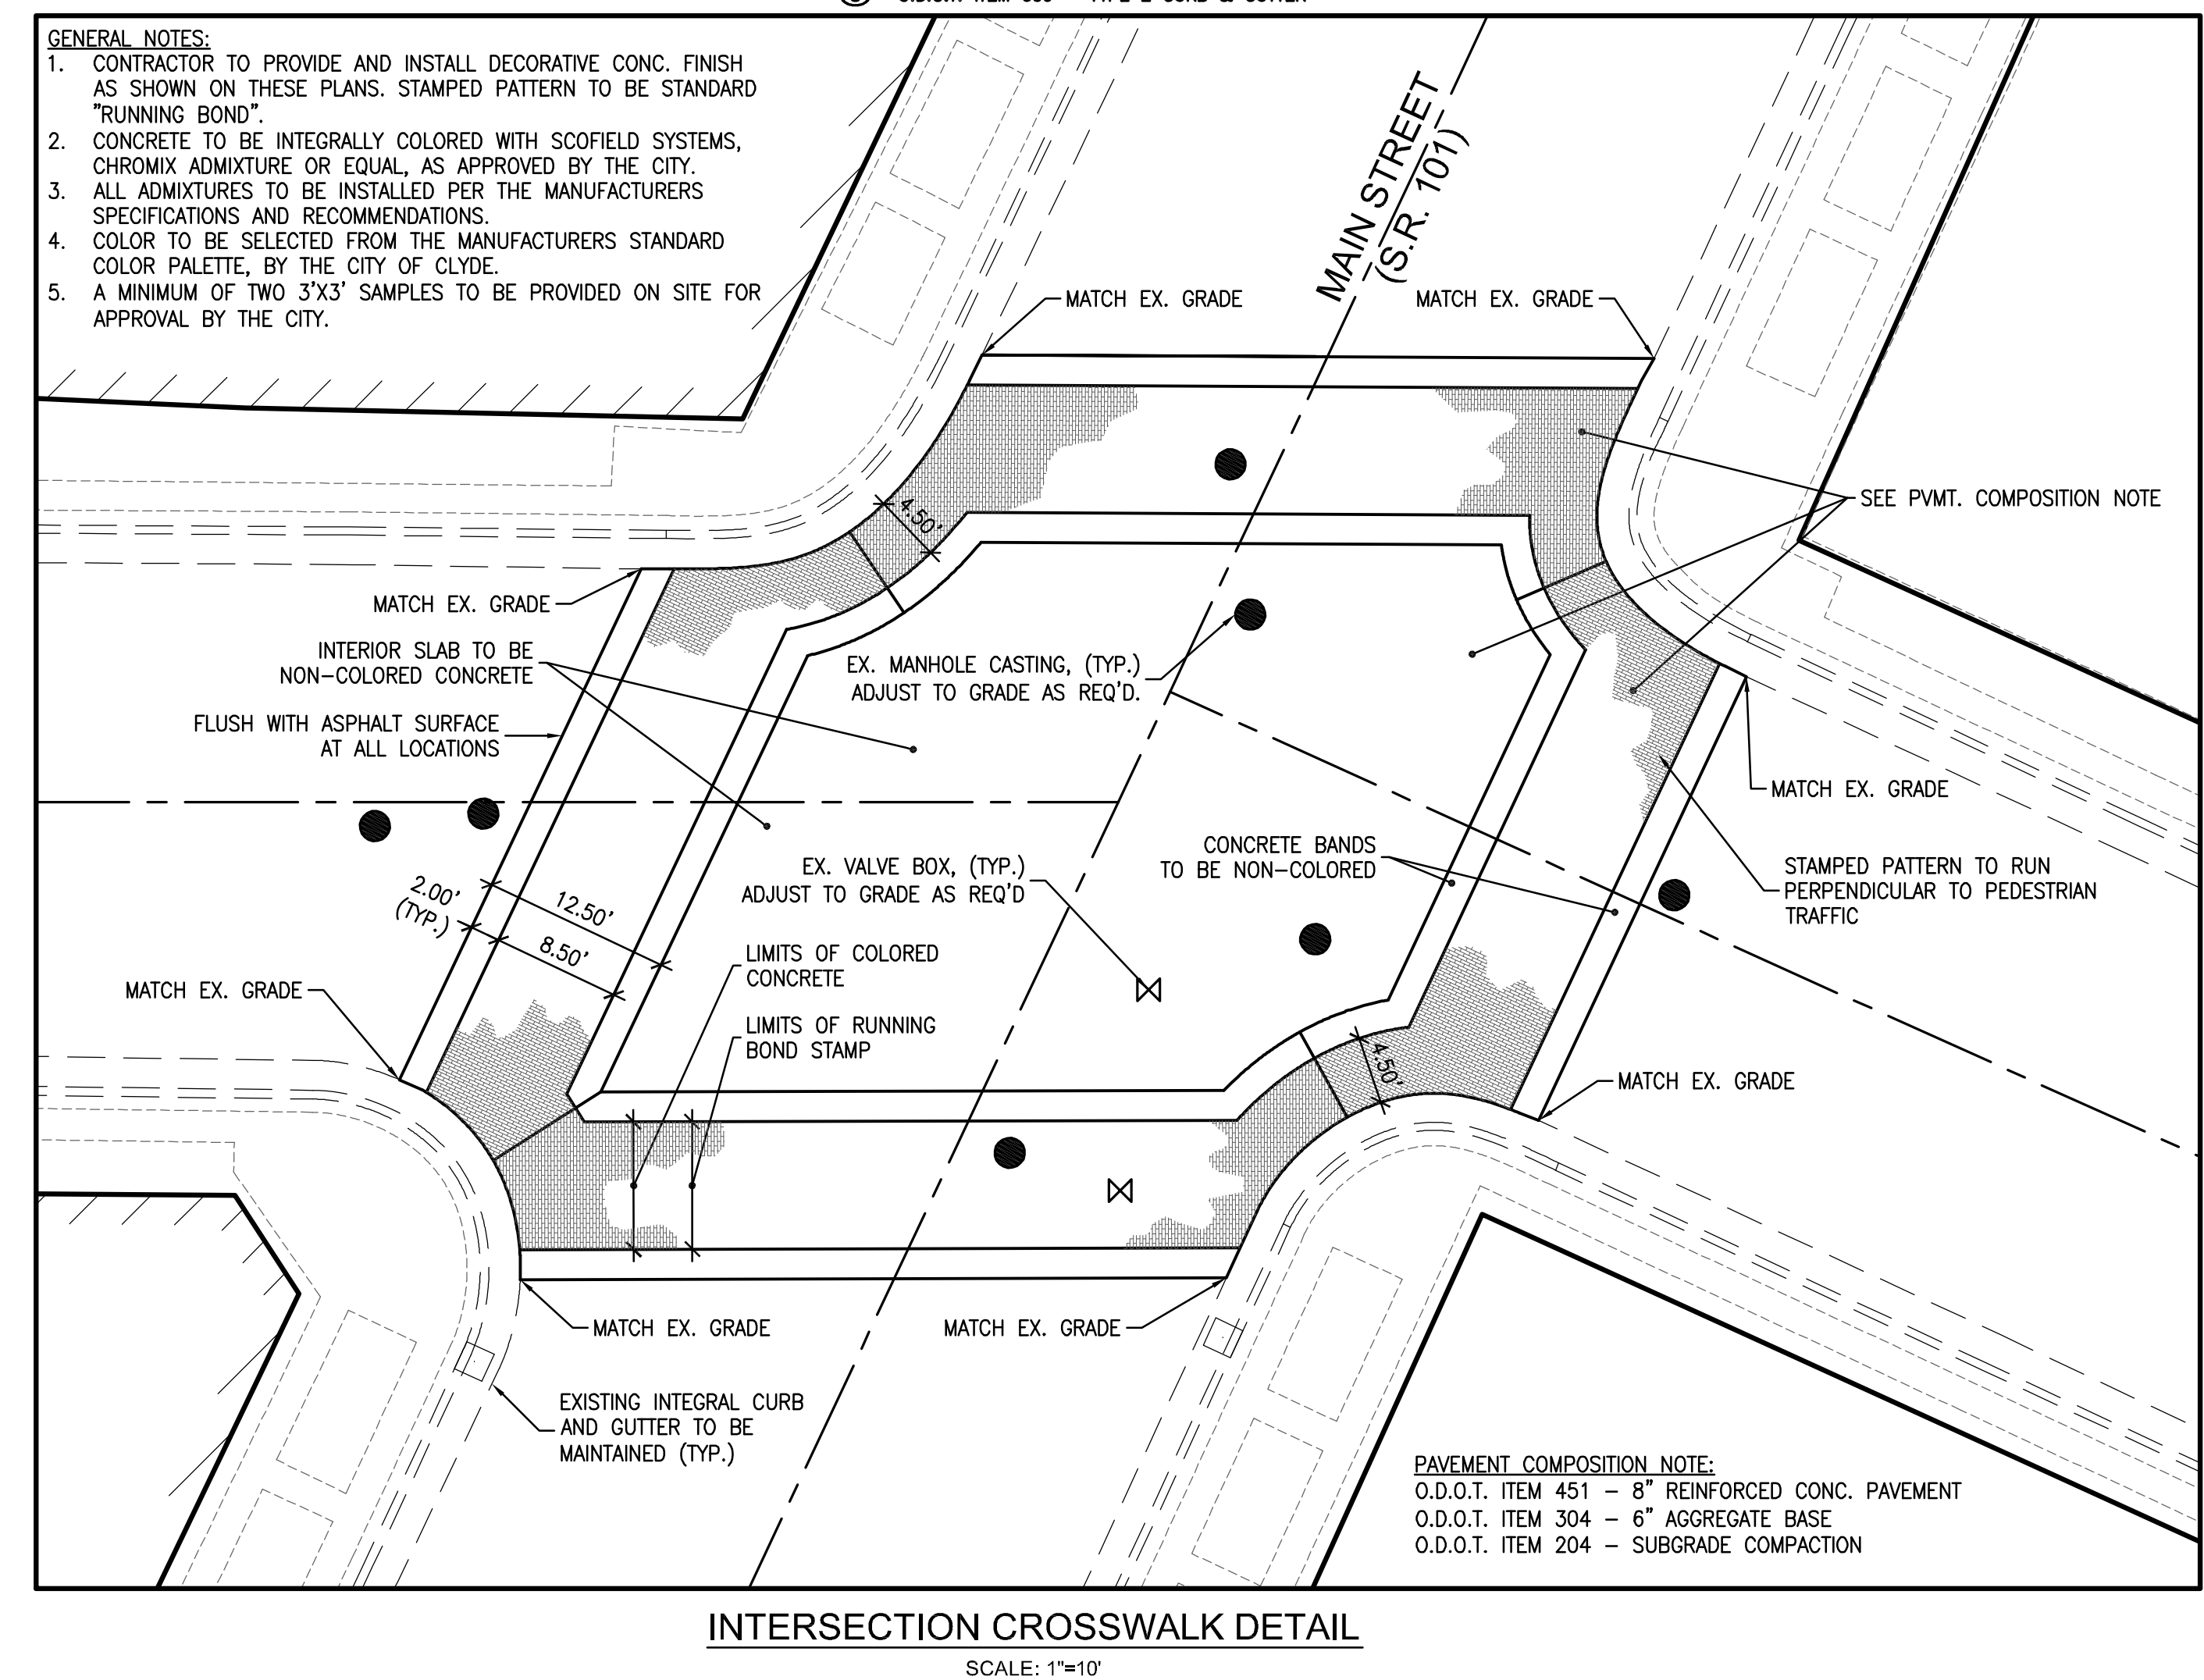 GENERAL NOTES:
1. CONTRACTOR TO PROVIDE AND INSTALL DECORATIVE CONC. FINISH
AS SHOWN ON THESE PLANS. STAMPED PATTERN TO BE STANDARD
"RUNNING BOND".
2. CONCRETE TO BE INTEGRALLY COLORED WITH SCOFIELD SYSTEMS,
CHROMIX ADMIXTURE OR EQUAL, AS APPROVED BY THE CITY.
3. ALL ADMIXTURES TO BE INSTALLED PER THE MANUFACTURERS
SPECIFICATIONS AND RECOMMENDATIONS.
4. COLOR TO BE SELECTED FROM THE MANUFACTURERS STANDARD
COLOR PALETTE, BY THE CITY OF CLYDE.
5. A MINIMUM OF TWO 3'X3' SAMPLES TO BE PROVIDED ON SITE FOR
APPROVAL BY THE CITY.
MAIN STREET
(S.R. 101)
MATCH EX. GRADE
MATCH EX. GRADE
SEE PVMT. COMPOSITION NOTE
4.50'
MATCH EX. GRADE
INTERIOR SLAB TO BE
NON-COLORED CONCRETE
FLUSH WITH ASPHALT SURFACE
AT ALL LOCATIONS
EX. MANHOLE CASTING, (TYP.)
ADJUST TO GRADE AS REQ'D.
MATCH EX. GRADE
CONCRETE BANDS
TO BE NON-COLORED
EX. VALVE BOX, (TYP.)
ADJUST TO GRADE AS REQ'D
STAMPED PATTERN TO RUN
PERPENDICULAR TO PEDESTRIAN
TRAFFIC
2.00'
(TYP.)
12.50'
8.50'
LIMITS OF COLORED
CONCRETE
MATCH EX. GRADE
LIMITS OF RUNNING
BOND STAMP
4.50'
MATCH EX. GRADE
MATCH EX. GRADE
MATCH EX. GRADE
EXISTING INTEGRAL CURB
AND GUTTER TO BE
MAINTAINED (TYP.)
PAVEMENT COMPOSITION NOTE:
O.D.O.T. ITEM 451 – 8" REINFORCED CONC. PAVEMENT
O.D.O.T. ITEM 304 – 6" AGGREGATE BASE
O.D.O.T. ITEM 204 – SUBGRADE COMPACTION
INTERSECTION CROSSWALK DETAIL
SCALE: 1"=10'